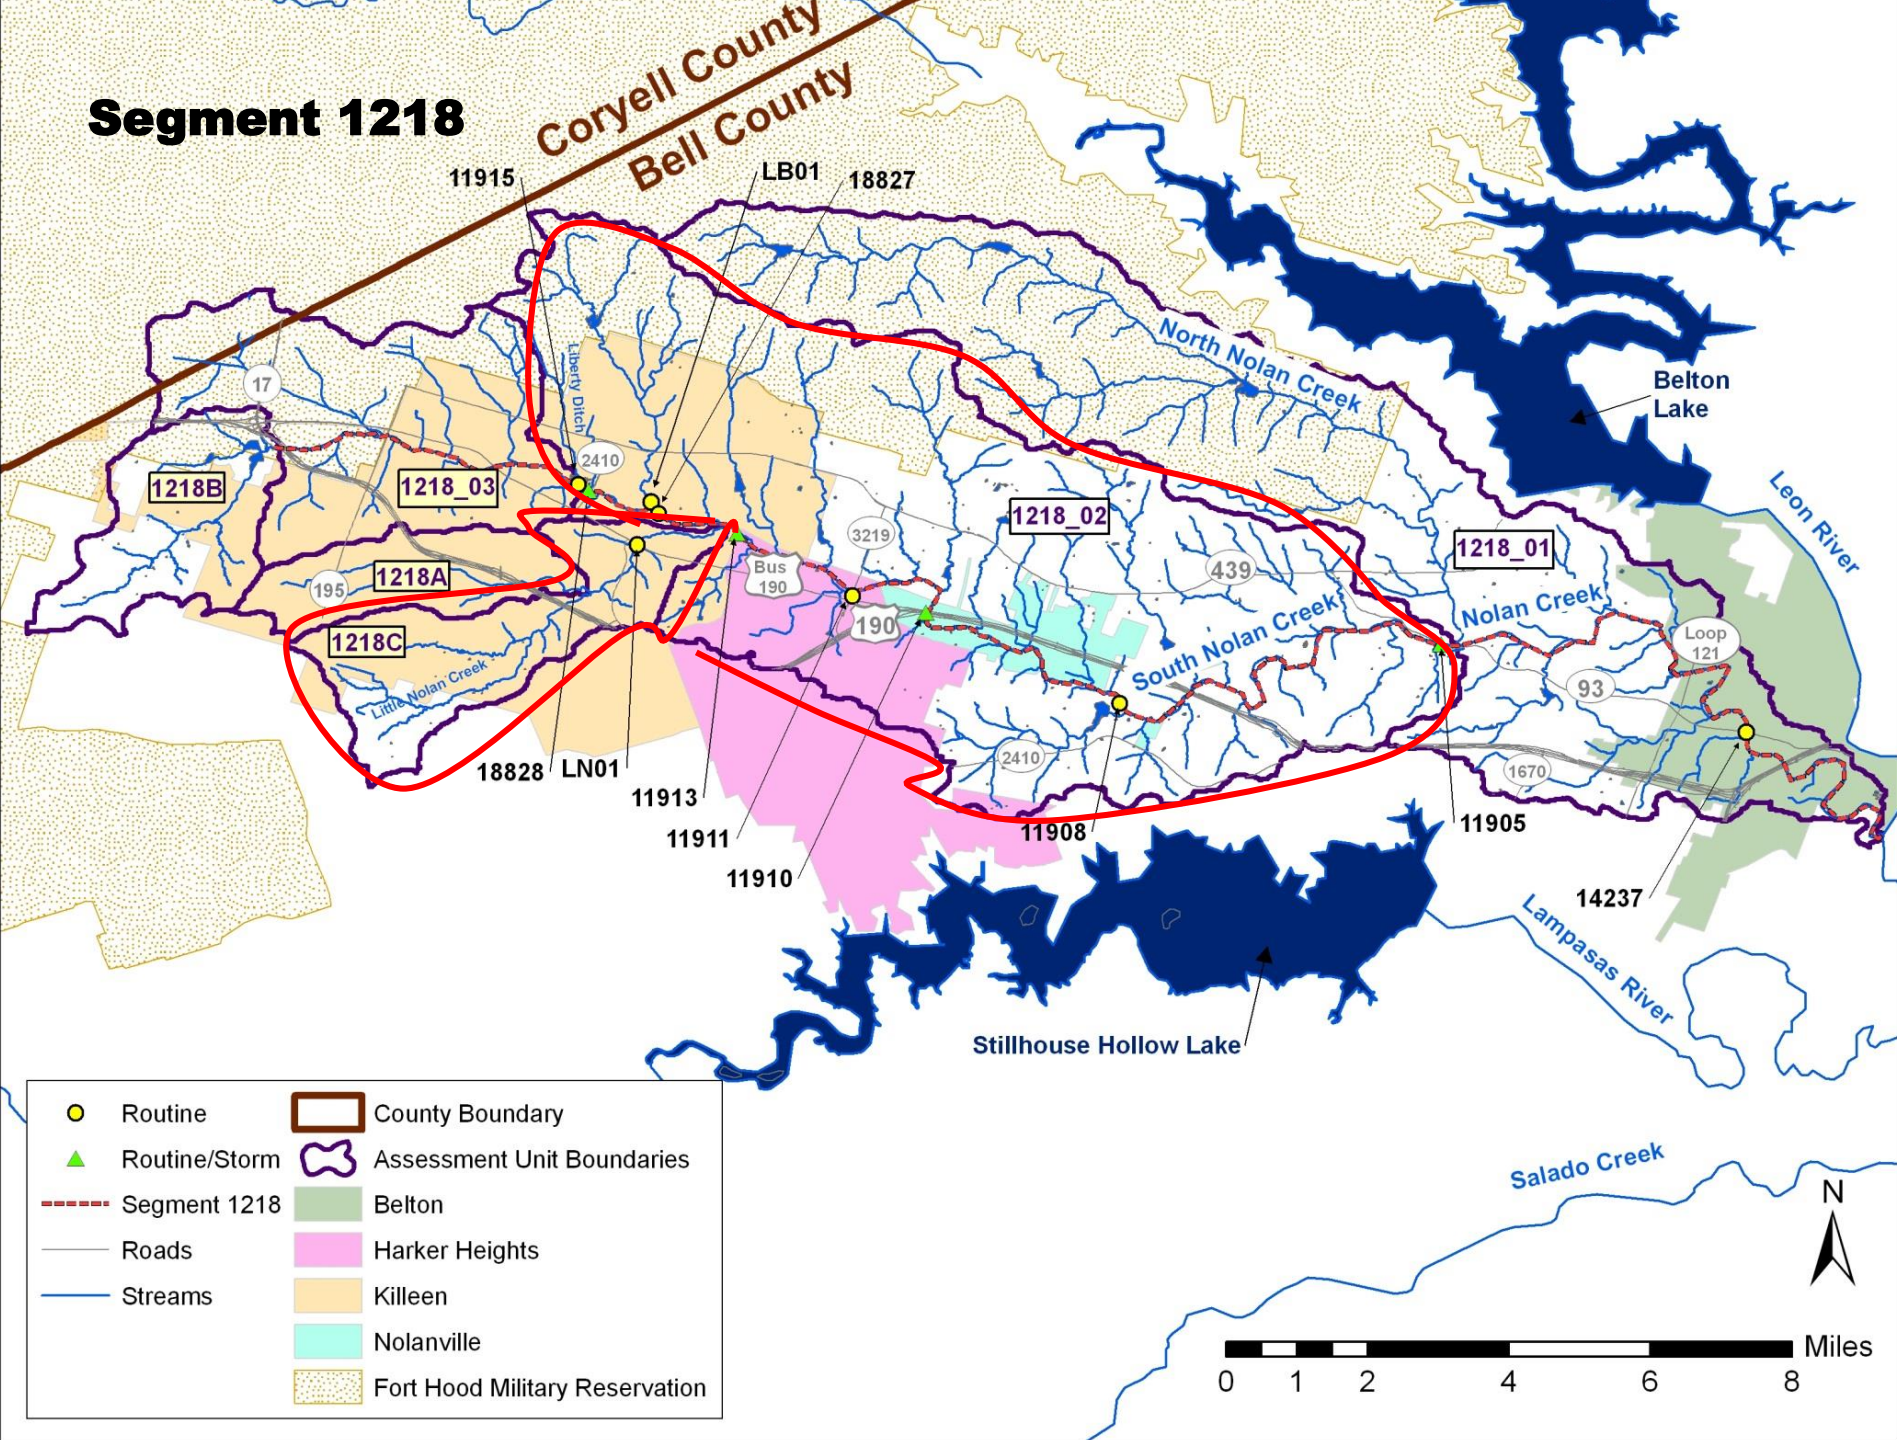 Segment 1218
Coryell County
Bell County
11915
LB01
18827
17
Liberty Ditch
2410
North Nolan Creek
Belton
Lake
Leon River
1218B
1218_03
1218_02
1218_01
3219
439
195
1218A
Bus
190
190
South Nolan Creek
Nolan Creek
Loop
121
93
1218C
Little Nolan Creek
2410
1670
18828
LN01
11913
11911
11910
11908
11905
14237
Lampasas River
Stillhouse Hollow Lake
Salado Creek
N
Routine
County Boundary
Routine/Storm
Assessment Unit Boundaries
Segment 1218
Belton
Roads
Harker Heights
Streams
Killeen
Nolanville
Fort Hood Military Reservation
Miles
0 1 2 4 6 8